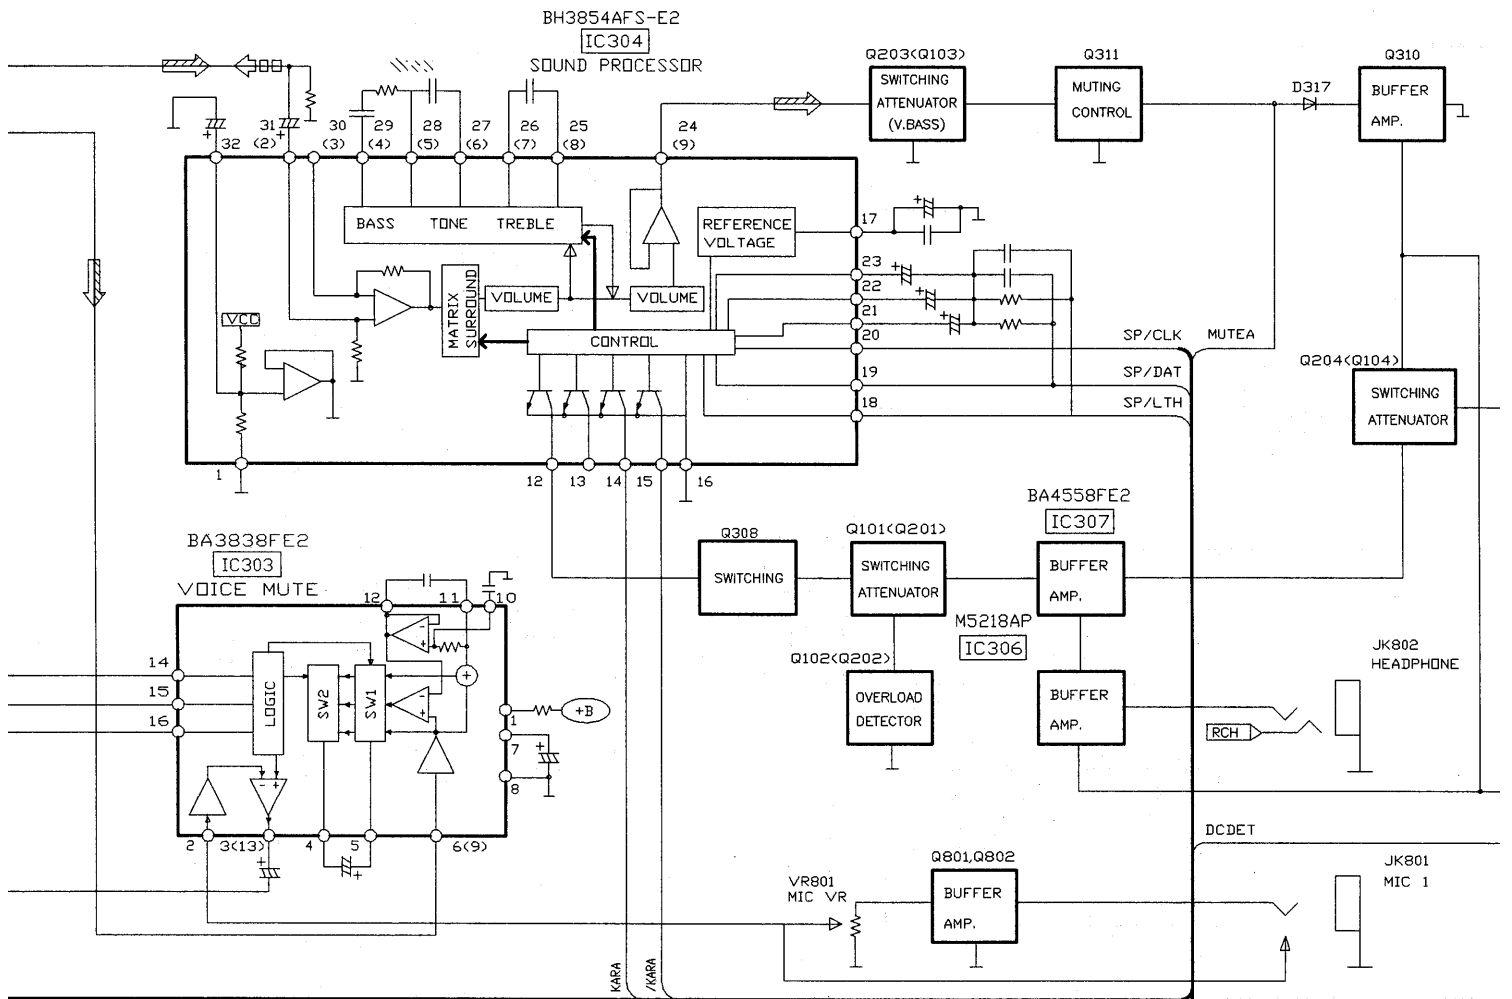 BH3854AFS-E2
IC304
SOUND PROCESSOR
Q203(Q103)
SWITCHING
ATTENUATOR
(V.BASS)
Q311
MUTING
CONTROL
D317
Q310
BUFFER
AMP.
32
31
(2)
30
(3)
29
(4)
28
(5)
27
(6)
26
(7)
25
(8)
24
(9)
BASS TONE TREBLE
REFERENCE
VOLTAGE
17
23
22
21
20
19
18
MATRIX
SURROUND
VOLUME
VOLUME
CONTROL
VCC
SP/CLK
MUTEA
SP/DAT
SP/LTH
Q204(Q104)
SWITCHING
ATTENUATOR
1
12
13
14
15
16
BA4558FE2
IC307
BA3838FE2
IC303
VOICE MUTE
Q308
SWITCHING
Q101(Q201)
SWITCHING
ATTENUATOR
BUFFER
AMP.
M5218AP
IC306
Q102(Q202)
OVERLOAD
DETECTOR
BUFFER
AMP.
JK802
HEADPHONE
RCH
12
11
10
14
15
16
LOGIC
SW2
SW1
+B
1
7
8
2
3(13)
4
5
6(9)
DCDET
VR801
MIC VR
Q801,Q802
BUFFER
AMP.
JK801
MIC 1
KARA
/KARA